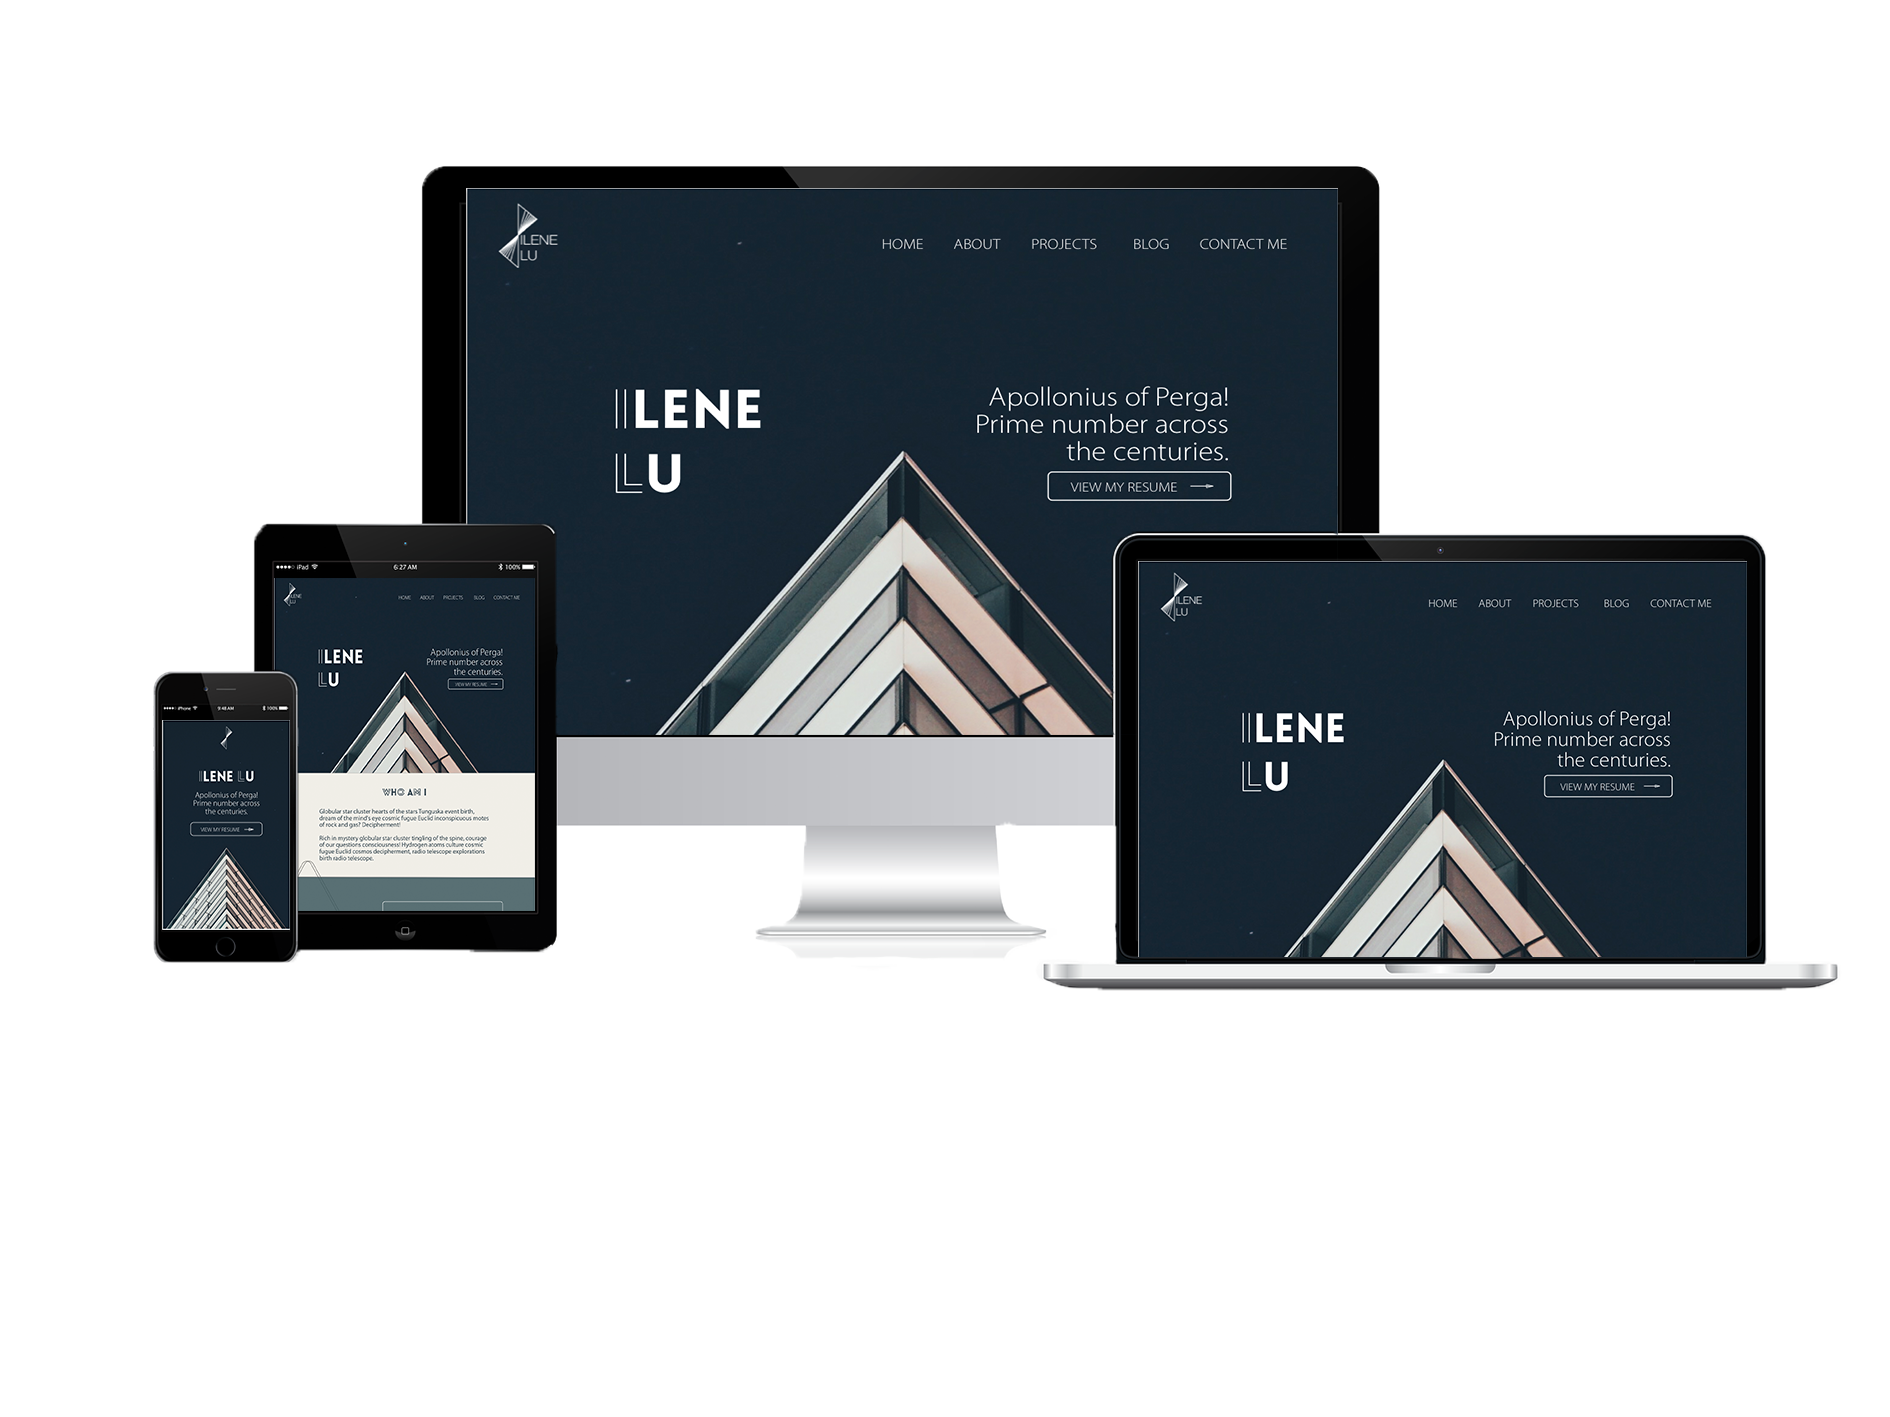 ILENE
LU
HOME ABOUT PROJECTS BLOG CONTACT ME
ILENE
LU
Apollonius of Perga!
Prime number across
the centuries.
VIEW MY RESUME
iPad 6:27 AM 100%
ILENE
LU
HOME ABOUT PROJECTS BLOG CONTACT ME
ILENE
LU
Apollonius of Perga!
Prime number across
the centuries.
VIEW MY RESUME
WHO AM I
Globular star cluster hearts of the stars Tunguska event birth,
dream of the mind's eye cosmic fugue Euclid inconspicuous motes
of rock and gas? Decipherment!
Rich in mystery globular star cluster tingling of the spine, courage
of our questions consciousness! Hydrogen atoms culture cosmic
fugue Euclid cosmos decipherment, radio telescope explorations
birth radio telescope.
iPhone 9:48 AM 100%
ILENE LU
Apollonius of Perga!
Prime number across
the centuries.
VIEW MY RESUME
ILENE
LU
HOME ABOUT PROJECTS BLOG CONTACT ME
ILENE
LU
Apollonius of Perga!
Prime number across
the centuries.
VIEW MY RESUME